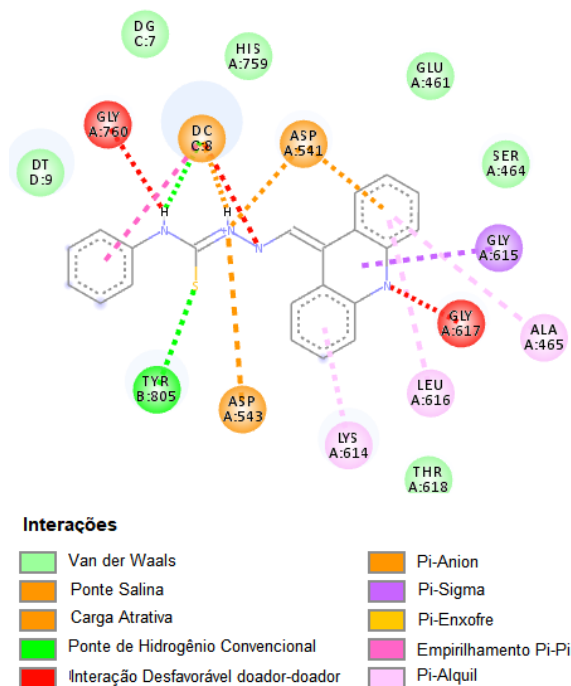 DG
C:7
HIS
A:759
GLU
A:461
GLY
A:760
DC
C:8
ASP
A:541
DT
D:9
SER
A:464
H
H
N
N
N
S
N
GLY
A:615
GLY
A:617
ALA
A:465
TYR
B:805
ASP
A:543
LEU
A:616
LYS
A:614
THR
A:618
Interações
Van der Waals
Ponte Salina
Carga Atrativa
Ponte de Hidrogênio Convencional
Interação Desfavorável doador-doador
Pi-Anion
Pi-Sigma
Pi-Enxofre
Empirilhamento Pi-Pi
Pi-Alquil